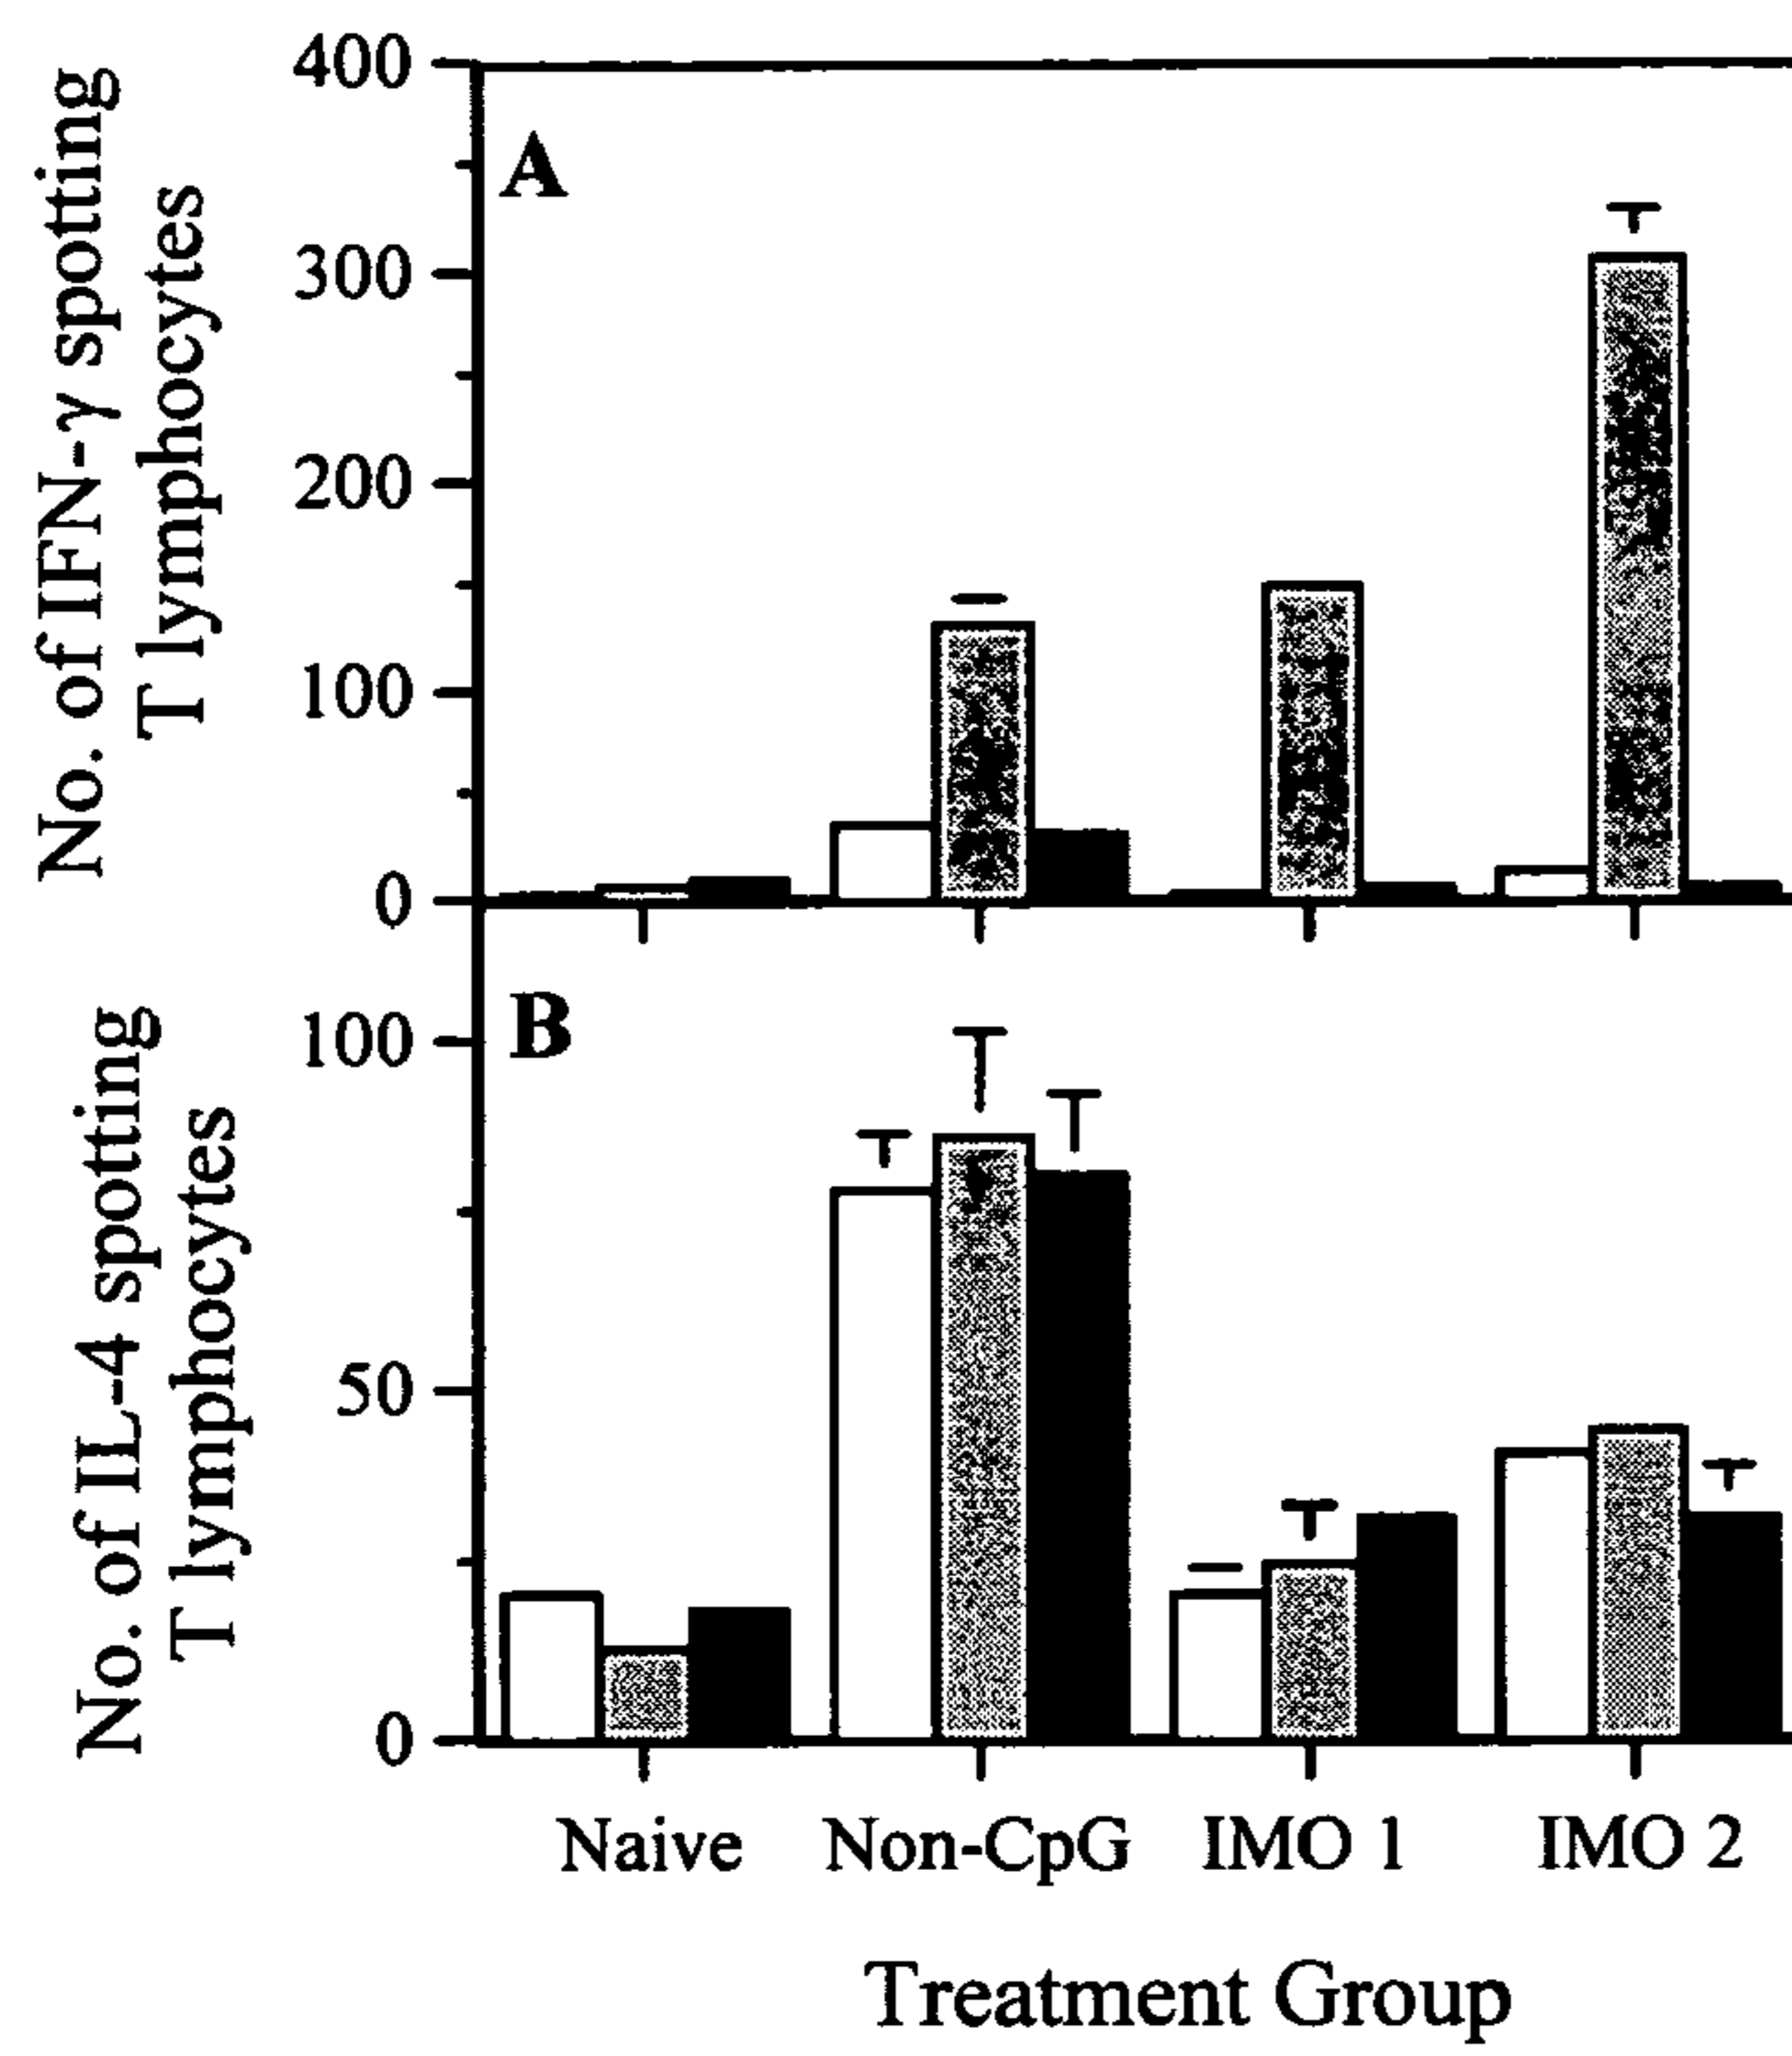 No. of IFN-γ spotting
T lymphocytes
400
300
200
100
0
A
No. of IL-4 spotting
T lymphocytes
100
50
0
B
Naive Non-CpG IMO 1 IMO 2
Treatment Group